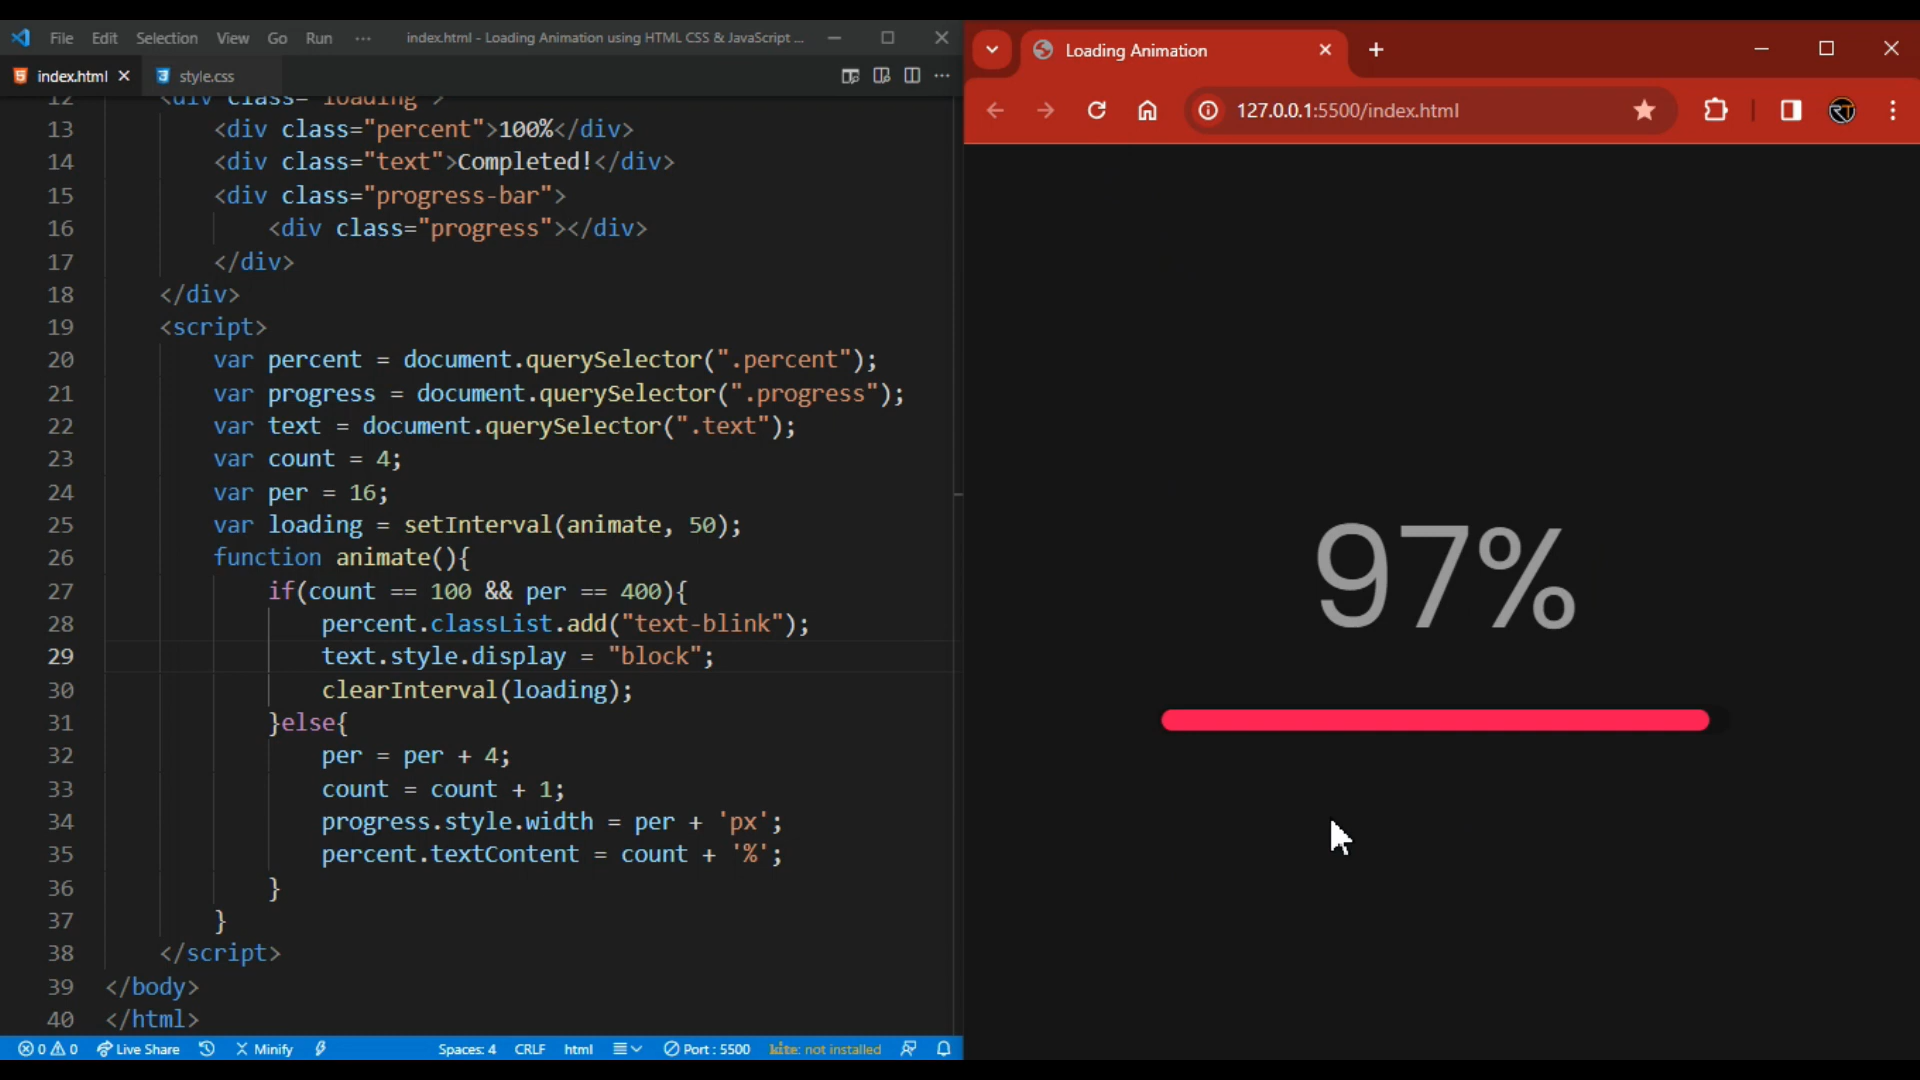 File Edit Selection View Go Run ··· index.html - Loading Animation using HTML CSS & JavaScript ...
index.html style.css
12 <div class="loading">
13 <div class="percent">100%</div>
14 <div class="text">Completed!</div>
15 <div class="progress-bar">
16 <div class="progress"></div>
17 </div>
18 </div>
19 <script>
20 var percent = document.querySelector(".percent");
21 var progress = document.querySelector(".progress");
22 var text = document.querySelector(".text");
23 var count = 4;
24 var per = 16;
25 var loading = setInterval(animate, 50);
26 function animate(){
27 if(count == 100 && per == 400){
28 percent.classList.add("text-blink");
29 text.style.display = "block";
30 clearInterval(loading);
31 }else{
32 per = per + 4;
33 count = count + 1;
34 progress.style.width = per + 'px';
35 percent.textContent = count + '%';
36 }
37 }
38 </script>
39 </body>
40 </html>
0 0 Live Share Minify Spaces: 4 CRLF html Port : 5500 kite: not installed
Loading Animation
127.0.0.1:5500/index.html
RT
97%